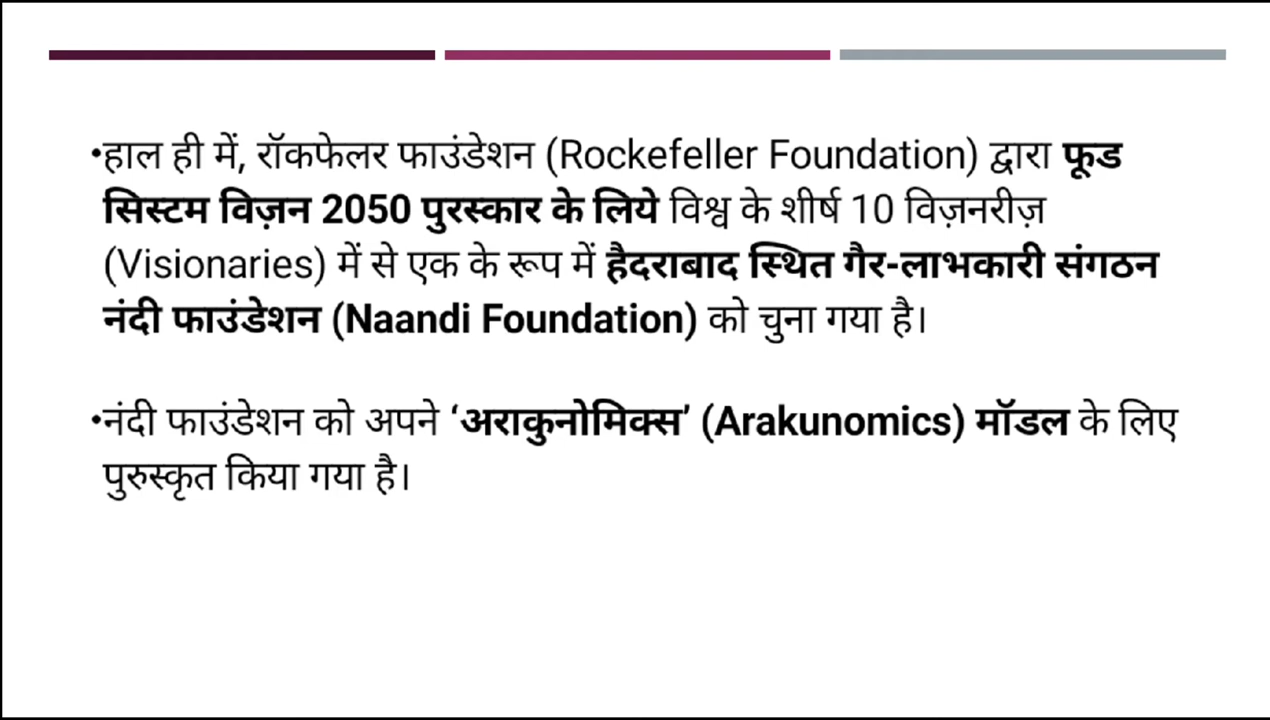 •हाल ही में, रॉकफेलर फाउंडेशन (Rockefeller Foundation) द्वारा फूड
सिस्टम विज़न 2050 पुरस्कार के लिये विश्व के शीर्ष 10 विज़नरीज़
(Visionaries) में से एक के रूप में हैदराबाद स्थित गैर-लाभकारी संगठन
नंदी फाउंडेशन (Naandi Foundation) को चुना गया है।
•नंदी फाउंडेशन को अपने ‘अराकुनोमिक्स’ (Arakunomics) मॉडल के लिए
पुरुस्कृत किया गया है।